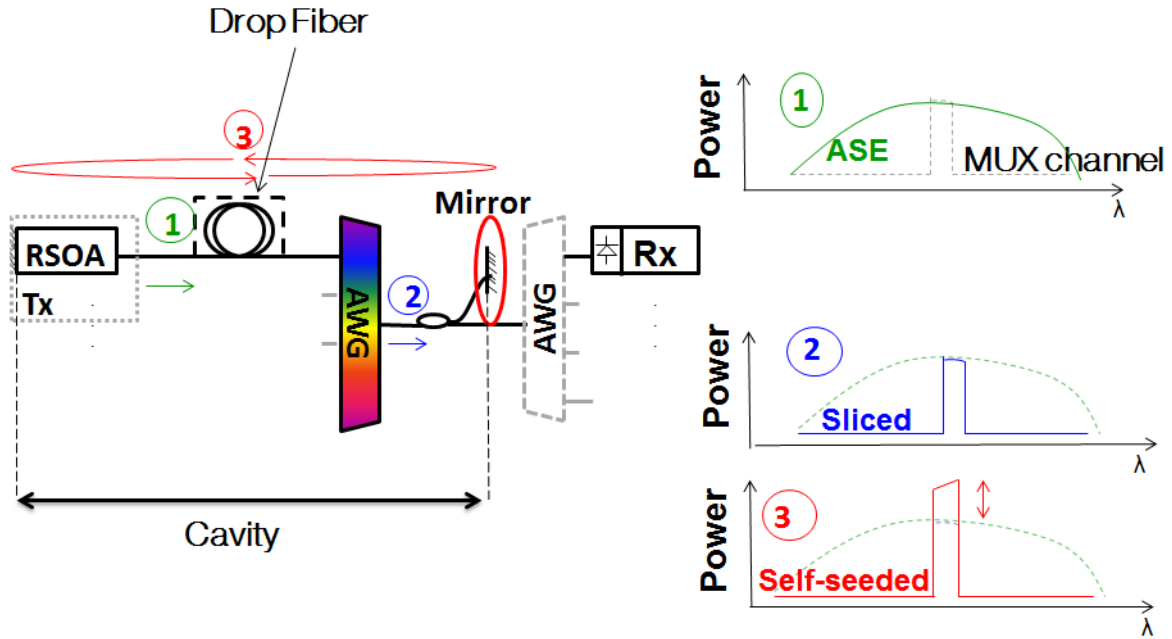 Drop Fiber
3
1
RSOA
Tx
AWG
2
Mirror
AWG
Rx
Cavity
Power
1
ASE
MUX channel
λ
Power
2
Sliced
λ
Power
3
Self-seeded
λ